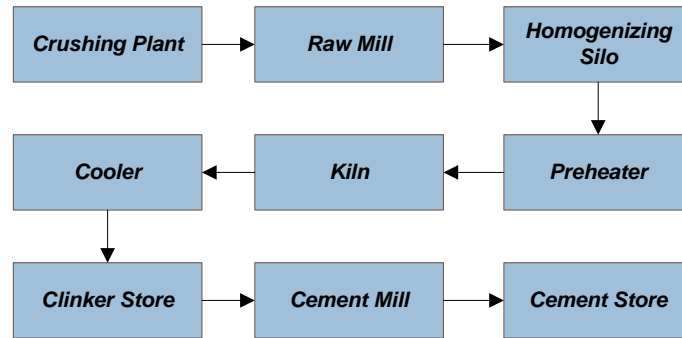 Crushing Plant
Raw Mill
Homogenizing
Silo
Cooler
Kiln
Preheater
Clinker Store
Cement Mill
Cement Store